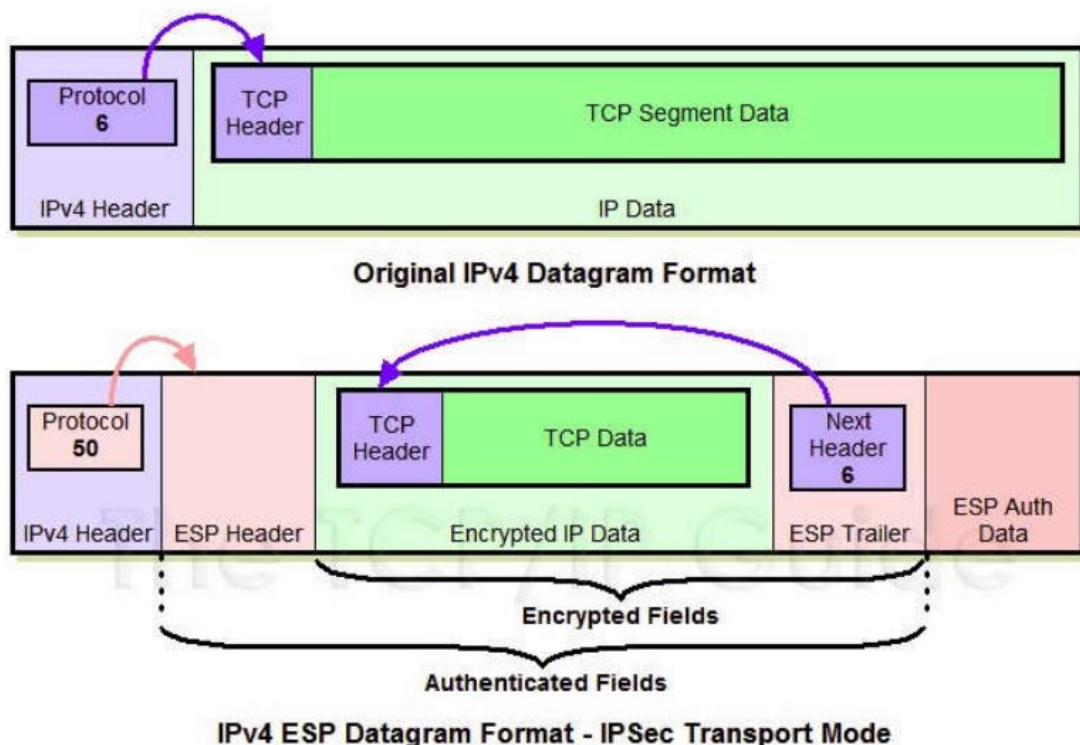 Protocol
6
TCP
Header
TCP Segment Data
IPv4 Header
IP Data
Original IPv4 Datagram Format
Protocol
50
TCP
Header
TCP Data
Next
Header
6
IPv4 Header
ESP Header
Encrypted IP Data
ESP Trailer
ESP Auth
Data
The TCP/IP Guide
Encrypted Fields
Authenticated Fields
IPv4 ESP Datagram Format - IPSec Transport Mode